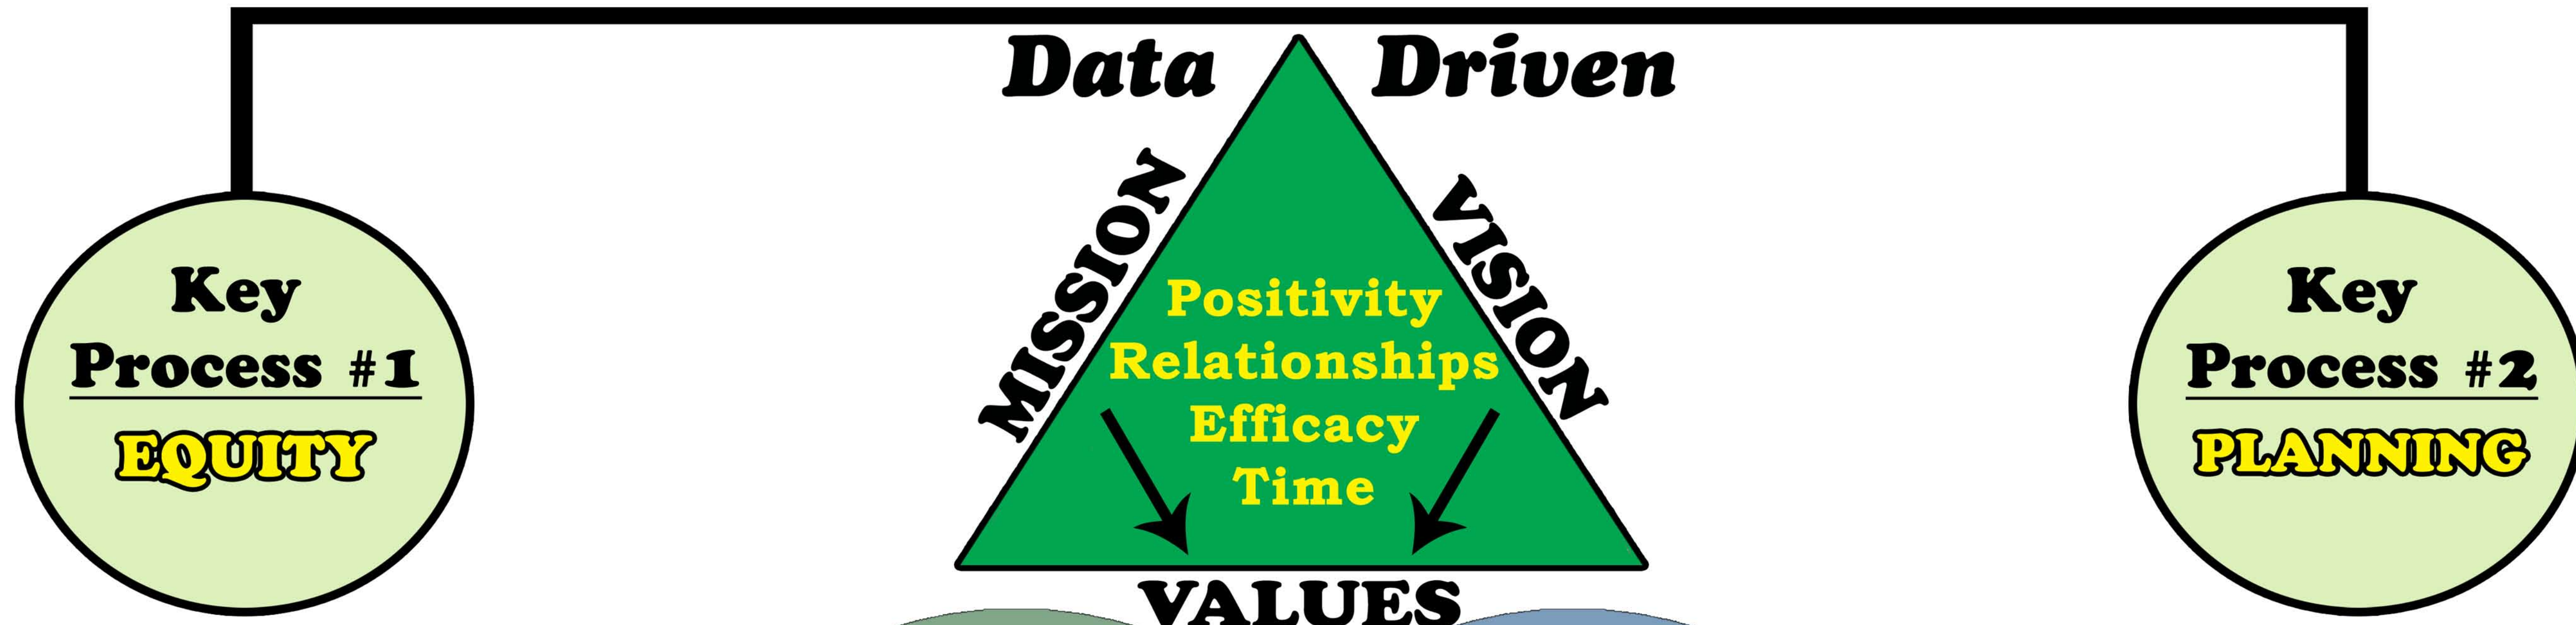 Data Driven
MISSION
VISION
Key
Process #1
EQUITY
Positivity
Relationships
Efficacy
Time
Key
Process #2
PLANNING
VALUES